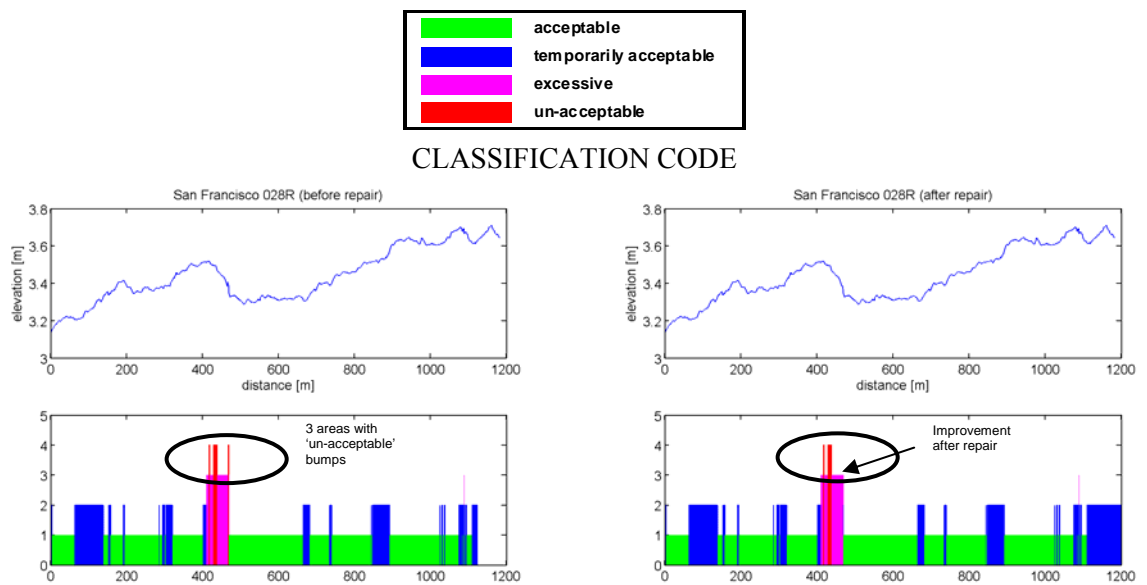 acceptable
temporarily acceptable
excessive
un-acceptable
CLASSIFICATION CODE
San Francisco 028R (before repair)
3.8
3.6
3.4
3.2
3
elevation [m]
0 200 400 600 800 1000 1200
distance [m]
5
4
3
2
1
0
3 areas with
‘un-acceptable’
bumps
0 200 400 600 800 1000 1200
San Francisco 028R (after repair)
3.8
3.6
3.4
3.2
3
elevation [m]
0 200 400 600 800 1000 1200
distance [m]
5
4
3
2
1
0
Improvement
after repair
0 200 400 600 800 1000 1200